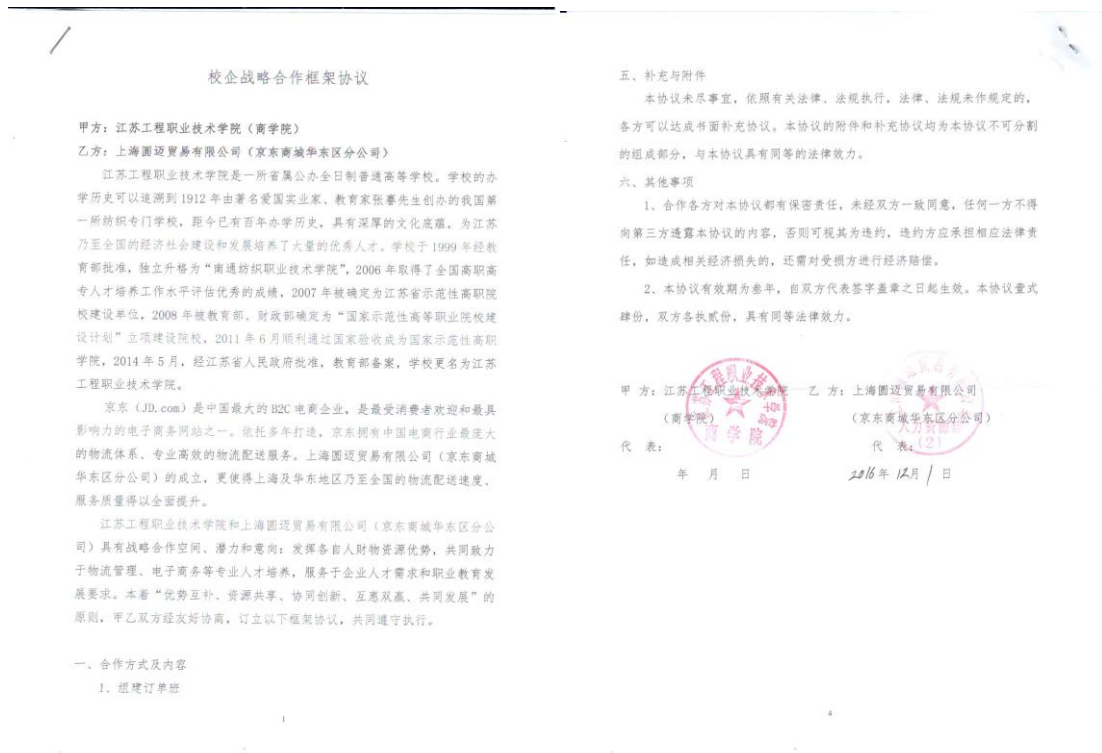 校企战略合作框架协议
甲方：江苏工程职业技术学院（商学院）
乙方：上海圆迈贸易有限公司（京东商城华东区分公司）
江苏工程职业技术学院是一所省属公办全日制普通高等学校。学校的办
学历史可以追溯到1912年由著名爱国实业家、教育家张謇先生创办的我国第
一所纺织专门学校，距今已有百年办学历史，具有深厚的文化底蕴，为江苏
乃至全国的经济社会建设和发展培养了大量的优秀人才。学校于1999年经教
育部批准，独立升格为“南通纺织职业技术学院”，2006年取得了全国高职高
专人才培养工作水平评估优秀的成绩，2007年被确定为江苏省示范性高职院
校建设单位，2008年被教育部、财政部确定为“国家示范性高等职业院校建
设计划”立项建设院校，2011年6月顺利通过国家验收成为国家示范性高职
学院，2014年5月，经江苏省人民政府批准，教育部备案，学校更名为江苏
工程职业技术学院。
京东（JD.com）是中国最大的B2C电商企业，是最受消费者欢迎和最具
影响力的电子商务网站之一。依托多年打造，京东拥有中国电商行业最庞大
的物流体系、专业高效的物流配送服务。上海圆迈贸易有限公司（京东商城
华东区分公司）的成立，更使得上海及华东地区乃至全国的物流配送速度、
服务质量得以全面提升。
江苏工程职业技术学院和上海圆迈贸易有限公司（京东商城华东区分公
司）具有战略合作空间、潜力和意向；发挥各自人财物资源优势，共同致力
于物流管理、电子商务等专业人才培养，服务于企业人才需求和职业教育发
展要求。本着“优势互补、资源共享、协同创新、互惠双赢、共同发展”的
原则，甲乙双方经友好协商，订立以下框架协议，共同遵守执行。
一、合作方式及内容
1、组建订单班
1
五、补充与附件
本协议未尽事宜，依照有关法律、法规执行，法律、法规未作规定的，
各方可以达成书面补充协议。本协议的附件和补充协议均为本协议不可分割
的组成部分，与本协议具有同等的法律效力。
六、其他事项
1、合作各方对本协议都有保密责任，未经双方一致同意，任何一方不得
向第三方透露本协议的内容，否则可视其为违约，违约方应承担相应法律责
任，如造成相关经济损失的，还需对受损方进行经济赔偿。
2、本协议有效期为叁年，自双方代表签字盖章之日起生效。本协议壹式
肆份，双方各执贰份，具有同等法律效力。
甲 方：江苏工程职业技术学院 乙 方：上海圆迈贸易有限公司
（商学院） （京东商城华东区分公司）
代 表： 代 表：
年 月 日 2016年12月1日
江苏工程职业技术学院
商学院
人力资源部
（2）
4